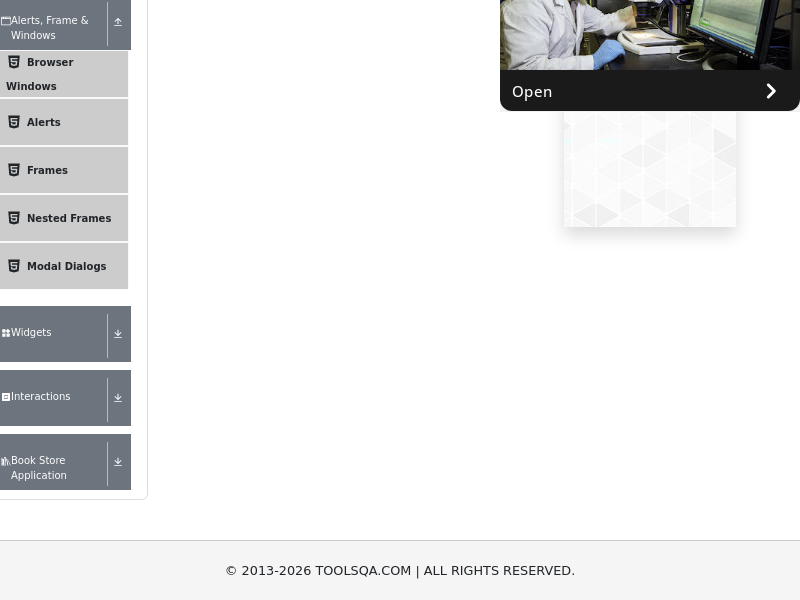 Alerts, Frame &
Windows
Browser
Windows
Alerts
Frames
Nested Frames
Modal Dialogs
Widgets
Interactions
Book Store
Application
Open
© 2013-2026 TOOLSQA.COM | ALL RIGHTS RESERVED.